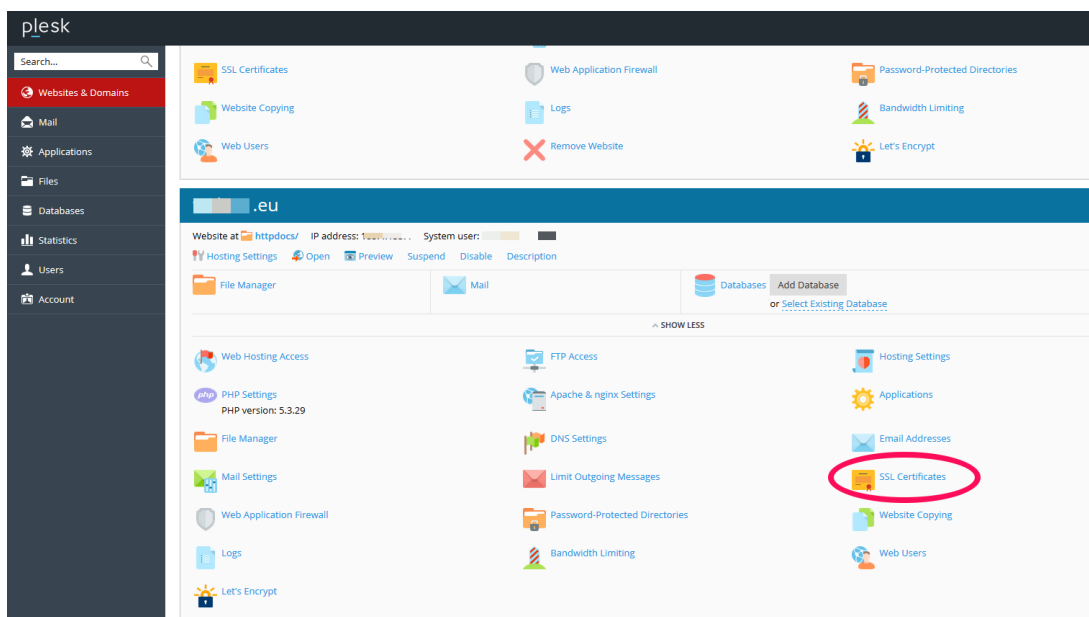 plesk
Search...
Websites & Domains
Mail
Applications
Files
Databases
Statistics
Users
Account
SSL Certificates
Web Application Firewall
Password-Protected Directories
Website Copying
Logs
Bandwidth Limiting
Web Users
Remove Website
Let's Encrypt
.eu
Website at httpdocs/ IP address: System user:
Hosting Settings Open Preview Suspend Disable Description
File Manager
Mail
Databases Add Database
or Select Existing Database
SHOW LESS
Web Hosting Access
FTP Access
Hosting Settings
php PHP Settings
PHP version: 5.3.29
Apache & nginx Settings
Applications
File Manager
DNS Settings
Email Addresses
Mail Settings
Limit Outgoing Messages
SSL Certificates
Web Application Firewall
Password-Protected Directories
Website Copying
Logs
Bandwidth Limiting
Web Users
Let's Encrypt